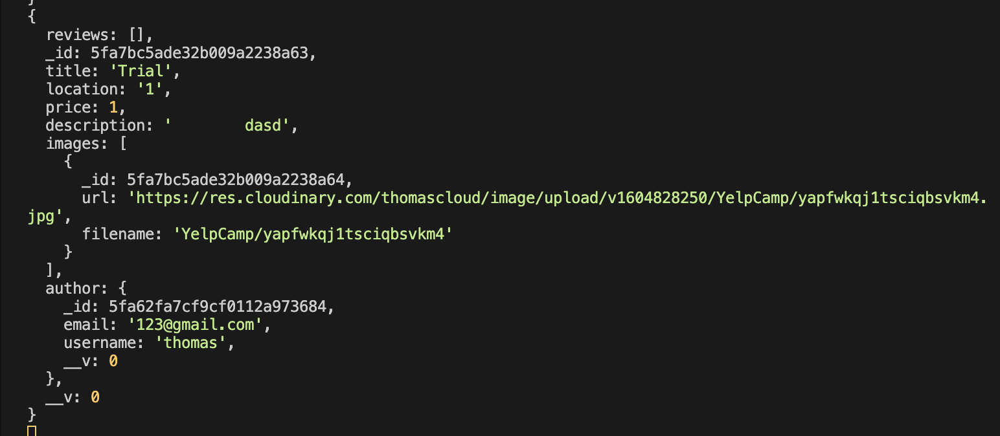 }
{
  reviews: [],
  _id: 5fa7bc5ade32b009a2238a63,
  title: 'Trial',
  location: '1',
  price: 1,
  description: '        dasd',
  images: [
    {
      _id: 5fa7bc5ade32b009a2238a64,
      url: 'https://res.cloudinary.com/thomascloud/image/upload/v1604828250/YelpCamp/yapfwkqj1tsciqbsvkm4.
jpg',
      filename: 'YelpCamp/yapfwkqj1tsciqbsvkm4'
    }
  ],
  author: {
    _id: 5fa62fa7cf9cf0112a973684,
    email: '123@gmail.com',
    username: 'thomas',
    __v: 0
  },
  __v: 0
}